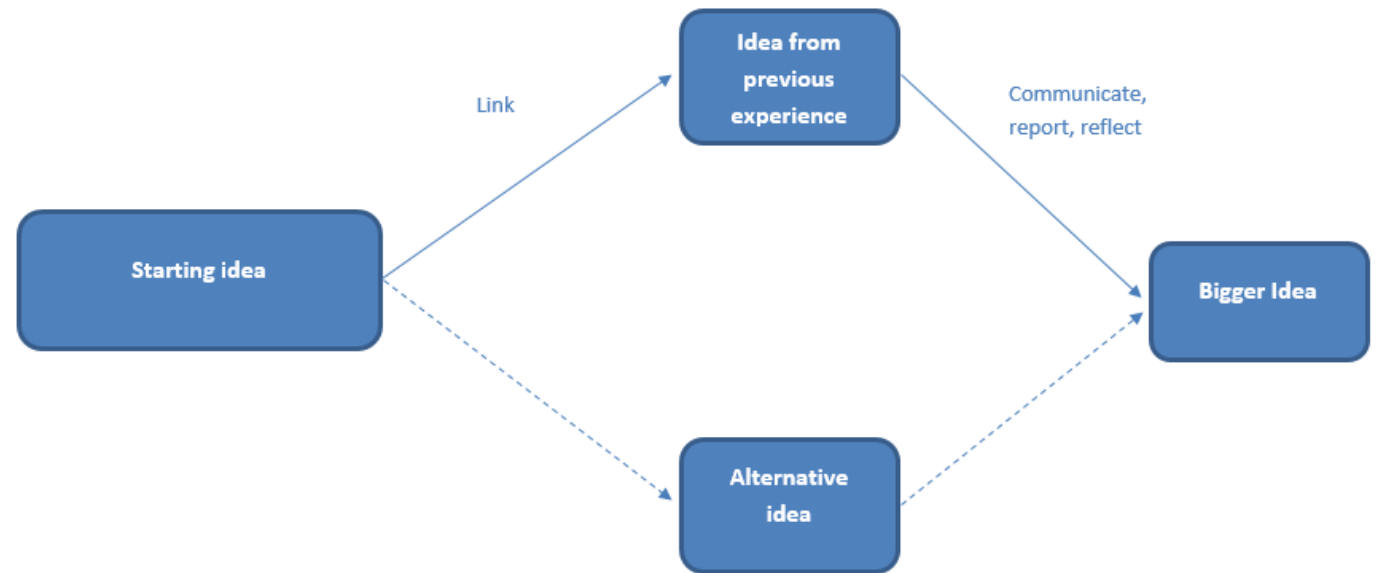 Idea from
previous
experience
Link
Communicate,
report, reflect
Starting idea
Bigger Idea
Alternative
idea